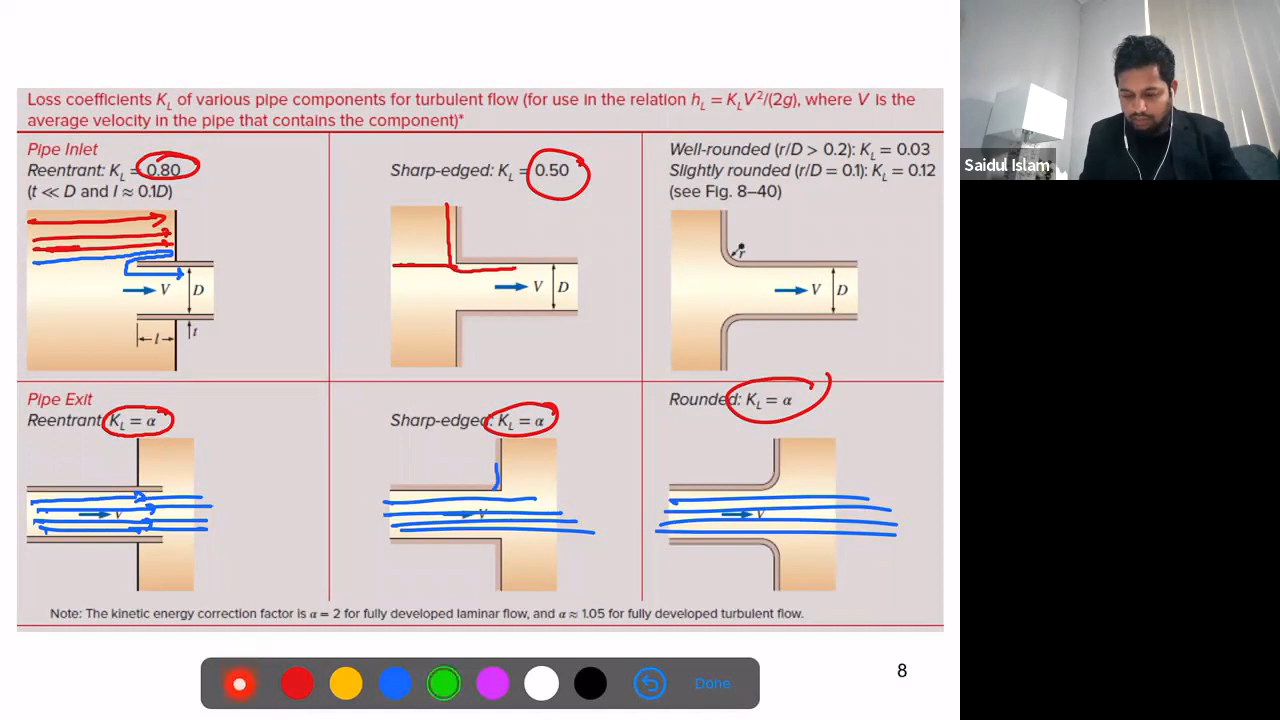 Loss coefficients K_L of various pipe components for turbulent flow (for use in the relation h_L = K_LV²/(2g), where V is the
average velocity in the pipe that contains the component)*
Pipe Inlet
Reentrant: K_L = 0.80
(t ≪ D and l ≈ 0.1D)
Sharp-edged: K_L = 0.50
Well-rounded (r/D > 0.2): K_L = 0.03
Slightly rounded (r/D = 0.1): K_L = 0.12
(see Fig. 8–40)
V
D
l
t
V
D
r
V
D
Pipe Exit
Reentrant: K_L = α
Sharp-edged: K_L = α
Rounded: K_L = α
V
V
V
Note: The kinetic energy correction factor is α = 2 for fully developed laminar flow, and α ≈ 1.05 for fully developed turbulent flow.
Done
8
Saidul Islam